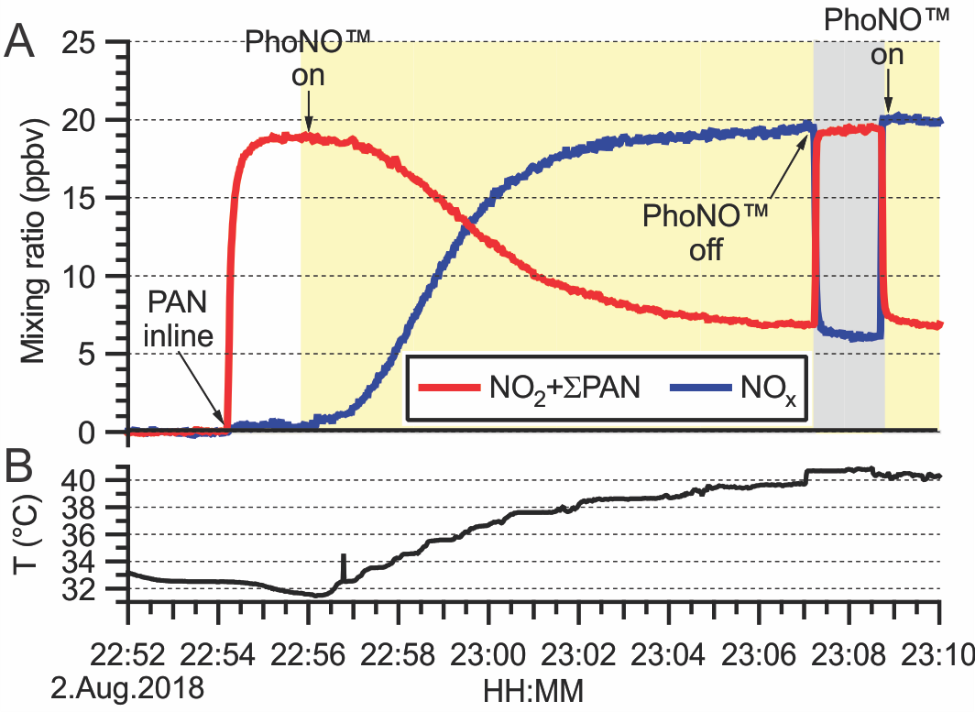 A
PhoNO™
on
PhoNO™
on
25
20
15
10
5
0
Mixing ratio (ppbv)
PAN
inline
PhoNO™
off
NO₂+ΣPAN
NOₓ
B
40
38
36
34
32
T (°C)
22:52 22:54 22:56 22:58 23:00 23:02 23:04 23:06 23:08 23:10
2.Aug.2018 HH:MM